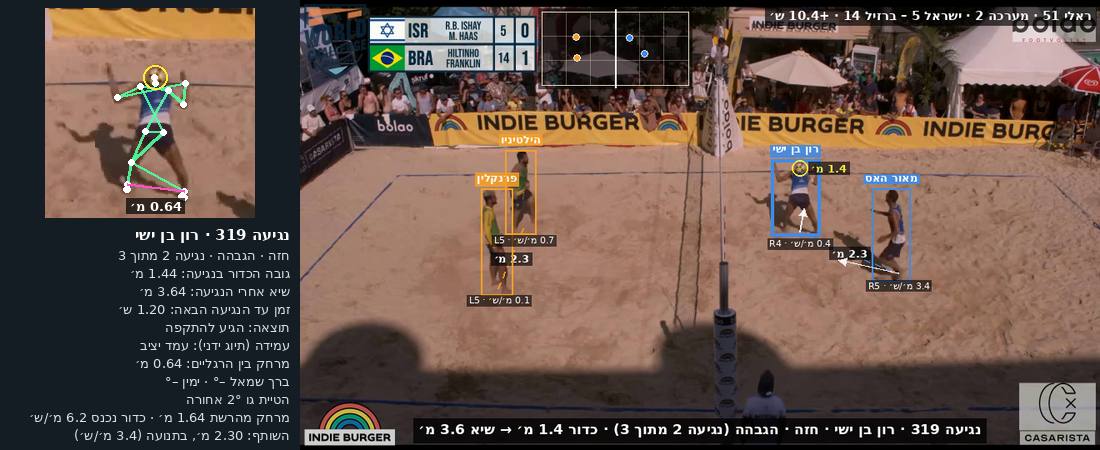 0.64 מ׳
נגיעה 319 · רון בן ישי
חזה · הגבהה · נגיעה 2 מתוך 3
גובה הכדור בנגיעה: 1.44 מ׳
שיא אחרי הנגיעה: 3.64 מ׳
זמן עד הנגיעה הבאה: 1.20 ש׳
תוצאה: הגיע להתקפה
עמידה (תיוג ידני): עמד יציב
מרחק בין הרגליים: 0.64 מ׳
ברך שמאל –° · ימין –°
הטיית גו 2° אחורה
מרחק מהרשת 1.64 מ׳ · כדור נכנס 6.2 מ׳/ש׳
השותף: 2.30 מ׳, בתנועה (3.4 מ׳/ש׳)
ראלי 51 · מערכה 2 · ישראל 5 – ברזיל 14 · +10.4 ש׳
ISR R.B. ISHAY M. HAAS 5 0
BRA HILTINHO FRANKLIN 14 1
INDIE BURGER
bolao
FOOTVOLLEY
bolao
INDIE BURGER
bolao
INDIE BURGER
INDIE BURGER
CASARISTA
הילטיניו
פרנקלין
רון בן ישי
1.4 מ׳
מאור האס
L5 · 0.7 מ׳/ש׳
2.3 מ׳
L5 · 0.1 מ׳/ש׳
R4 · 0.4 מ׳/ש׳
2.3 מ׳
R5 · 3.4 מ׳/ש׳
INDIE BURGER
נגיעה 319 · רון בן ישי · חזה · הגבהה (נגיעה 2 מתוך 3) · כדור 1.4 מ׳ → שיא 3.6 מ׳
C x
CASARISTA